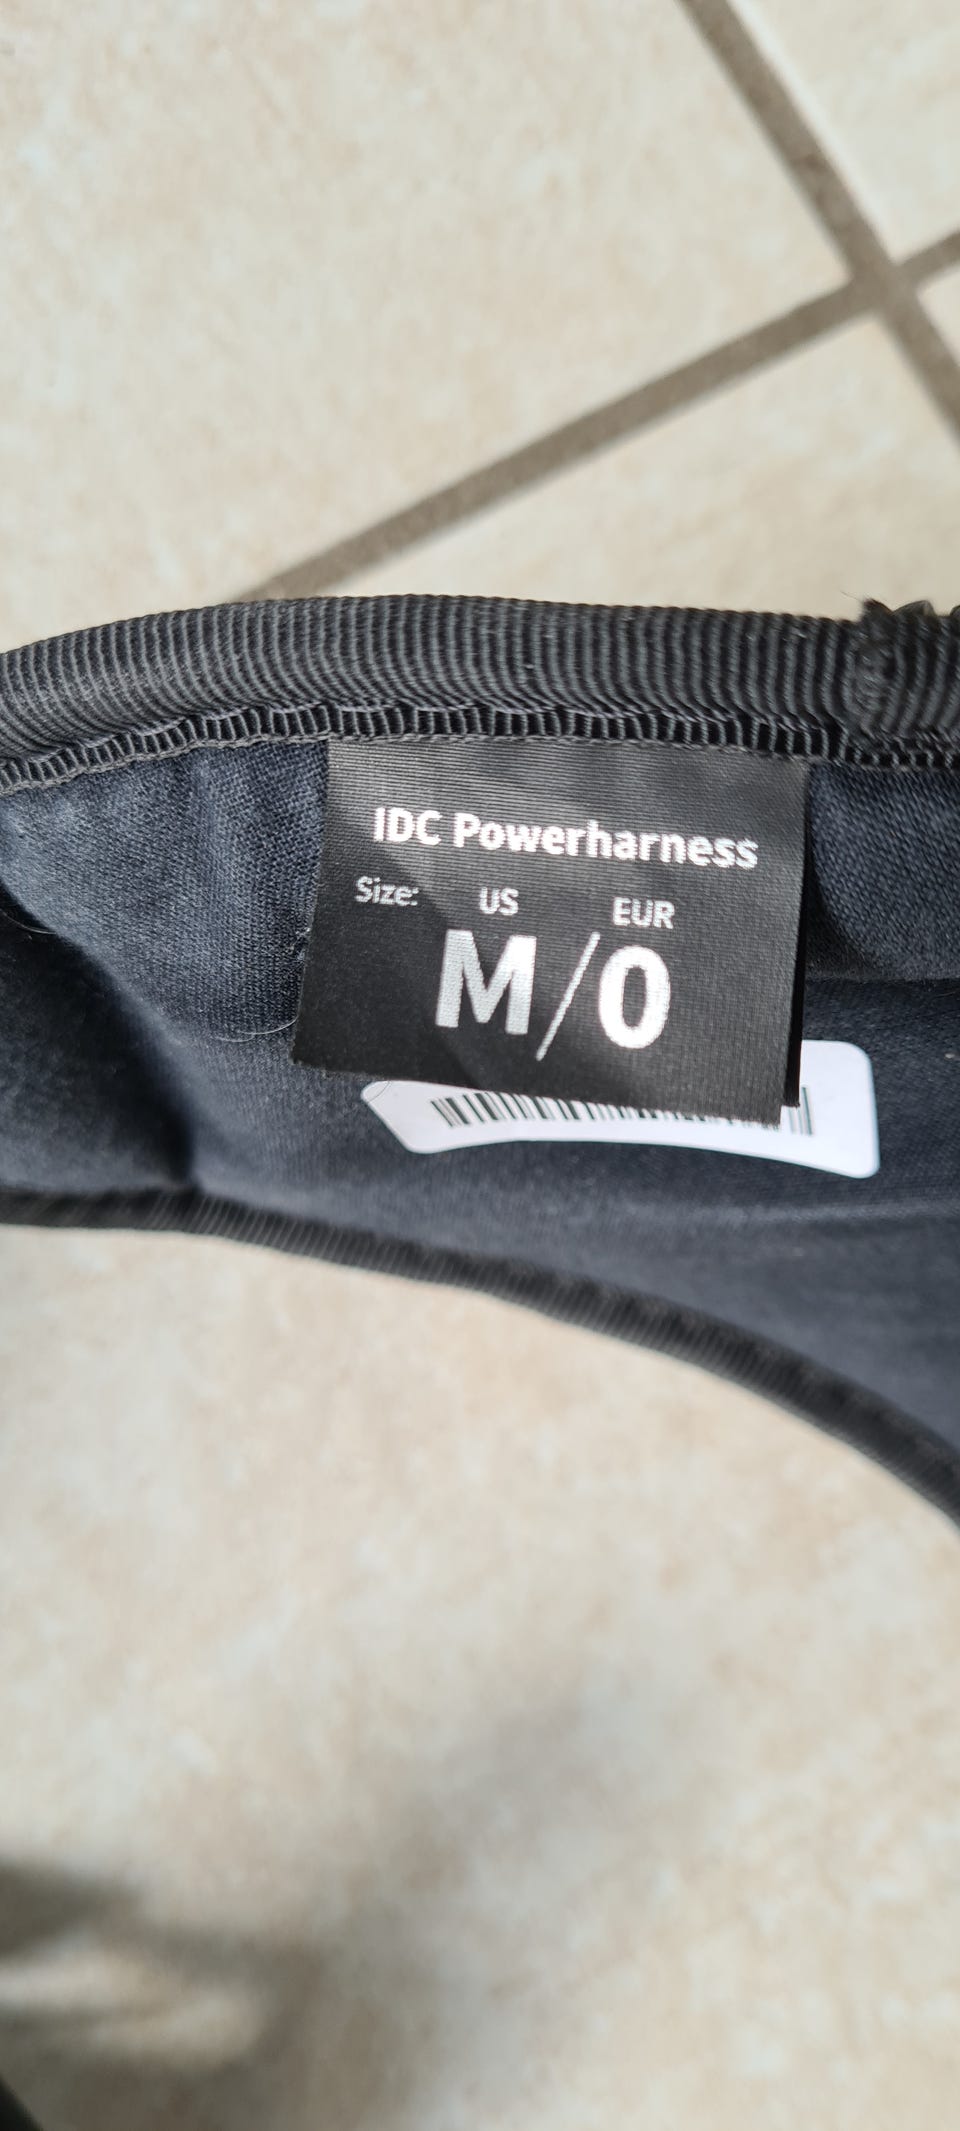 IDC Powerharness
Size: US EUR
M/0